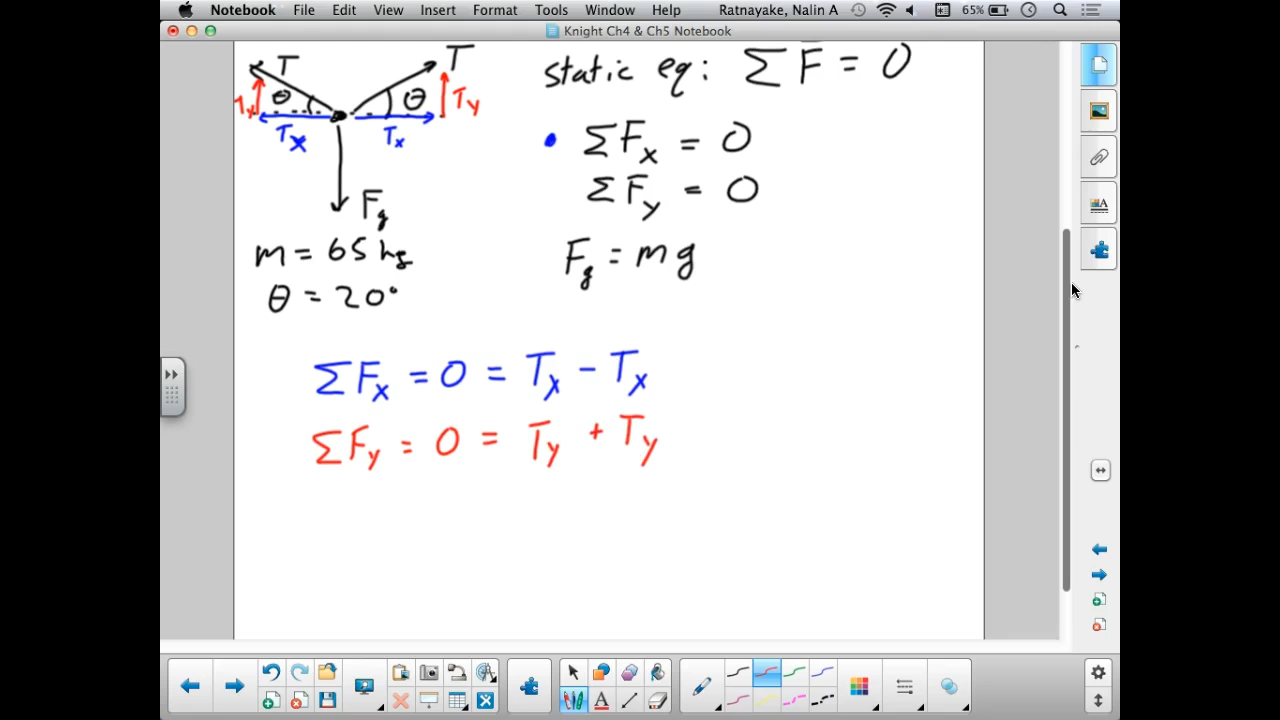 Notebook File Edit View Insert Format Tools Window Help Ratnayake, Nalin A 65%
Knight Ch4 & Ch5 Notebook
T T
θ θ
Ty Ty
Tx Tx
Fg
m = 65 kg
θ = 20°
static eq: ΣF = 0
• ΣFx = 0
ΣFy = 0
Fg = mg
ΣFx = 0 = Tx - Tx
ΣFy = 0 = Ty + Ty